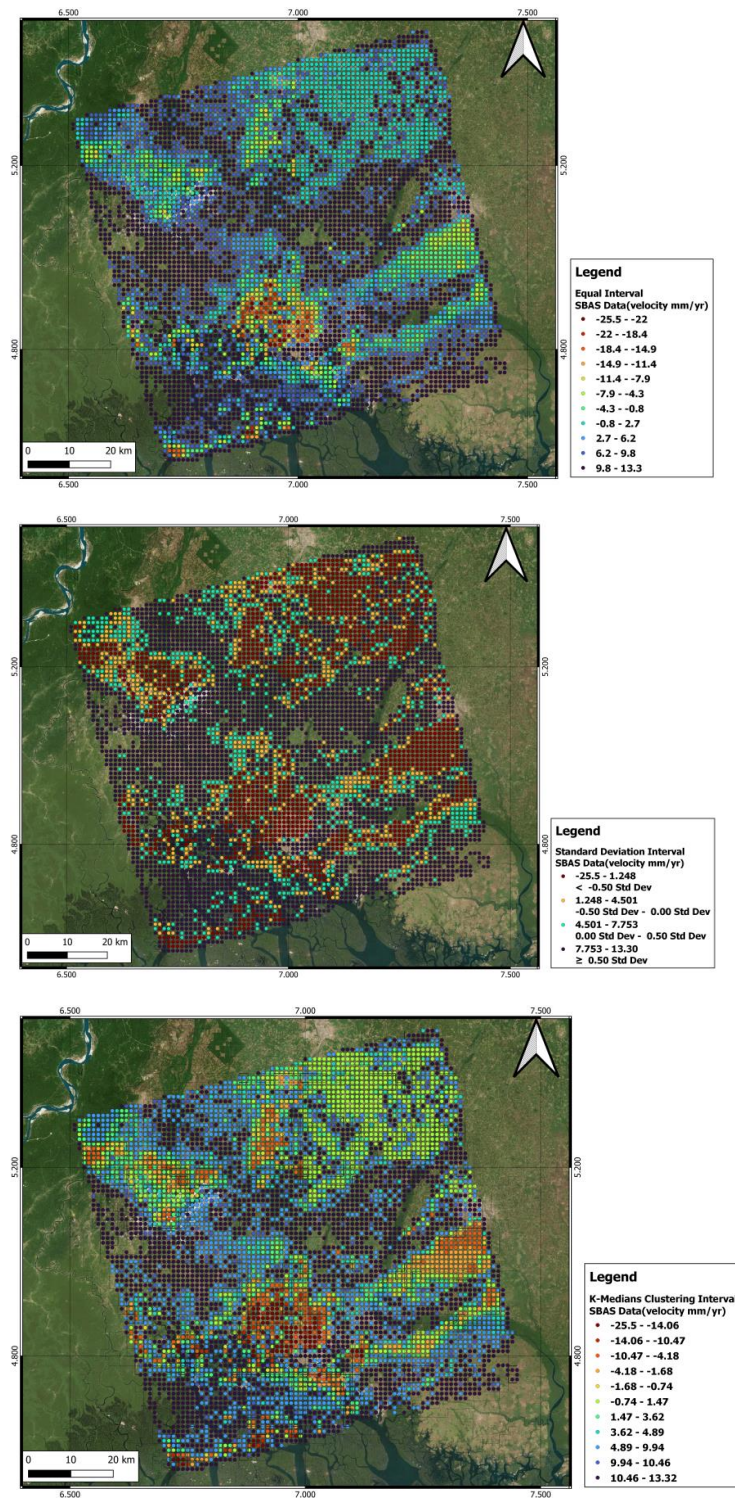 6.500 7.000 7.500
5.200 5.200
4.800 4.800
0 10 20 km
6.500 7.000 7.500
Legend
Equal Interval
SBAS Data(velocity mm/yr)
-25.5 - -22
-22 - -18.4
-18.4 - -14.9
-14.9 - -11.4
-11.4 - -7.9
-7.9 - -4.3
-4.3 - -0.8
-0.8 - 2.7
2.7 - 6.2
6.2 - 9.8
9.8 - 13.3
6.500 7.000 7.500
5.200 5.200
4.800 4.800
0 10 20 km
6.500 7.000 7.500
Legend
Standard Deviation Interval
SBAS Data(velocity mm/yr)
-25.5 - 1.248
< -0.50 Std Dev
1.248 - 4.501
-0.50 Std Dev - 0.00 Std Dev
4.501 - 7.753
0.00 Std Dev - 0.50 Std Dev
7.753 - 13.30
≥ 0.50 Std Dev
6.500 7.000 7.500
5.200 5.200
4.800 4.800
0 10 20 km
6.500 7.000 7.500
Legend
K-Medians Clustering Interval
SBAS Data(velocity mm/yr)
-25.5 - -14.06
-14.06 - -10.47
-10.47 - -4.18
-4.18 - -1.68
-1.68 - -0.74
-0.74 - 1.47
1.47 - 3.62
3.62 - 4.89
4.89 - 9.94
9.94 - 10.46
10.46 - 13.32